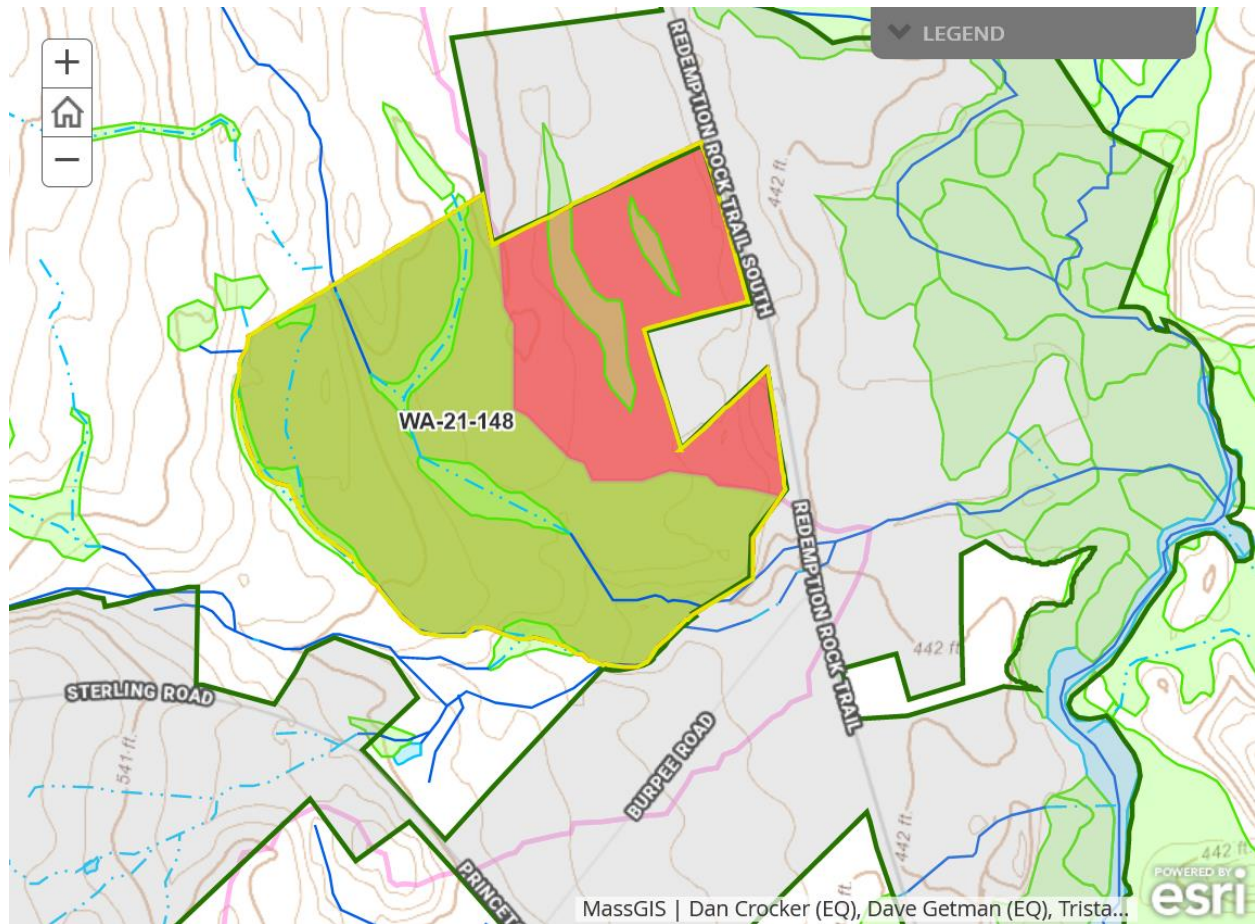 +
−
LEGEND
REDEMPTION ROCK TRAIL SOUTH
442 ft.
WA-21-148
REDEMPTION ROCK TRAIL
442 ft.
STERLING ROAD
541 ft.
BURPEE ROAD
442 ft.
442 ft.
PRINCET
POWERED BY
esri
MassGIS | Dan Crocker (EQ), Dave Getman (EQ), Trista...